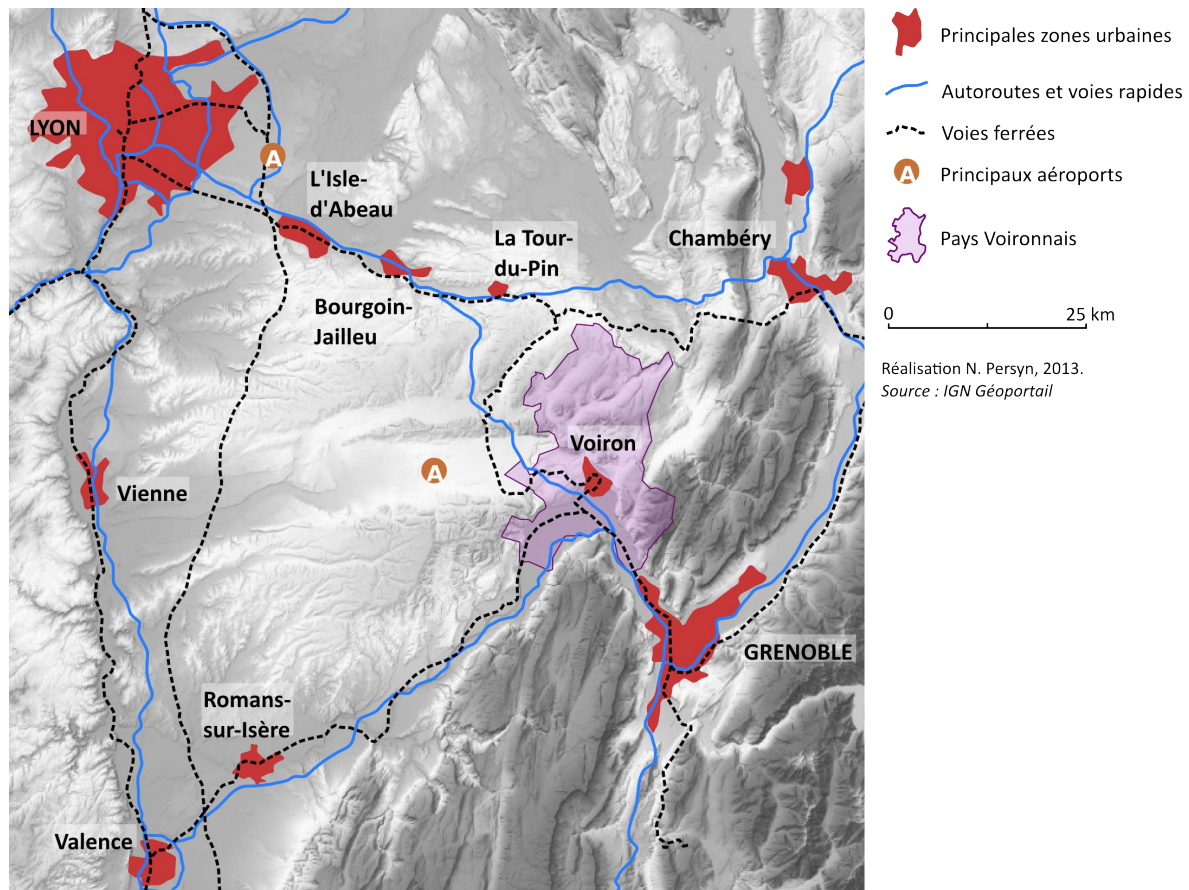 LYON
A
L'Isle-
d'Abeau
La Tour-
du-Pin
Chambéry
Bourgoin-
Jailleu
Voiron
A
Vienne
GRENOBLE
Romans-
sur-Isère
Valence
Principales zones urbaines
Autoroutes et voies rapides
Voies ferrées
A
Principaux aéroports
Pays Voironnais
0
25 km
Réalisation N. Persyn, 2013.
Source : IGN Géoportail